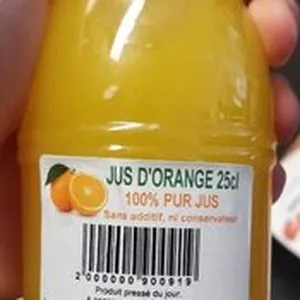 JUS D'ORANGE 25cl
100% PUR JUS
Sans additif, ni conservateur
2 000000 900919
Produit pressé du jour.